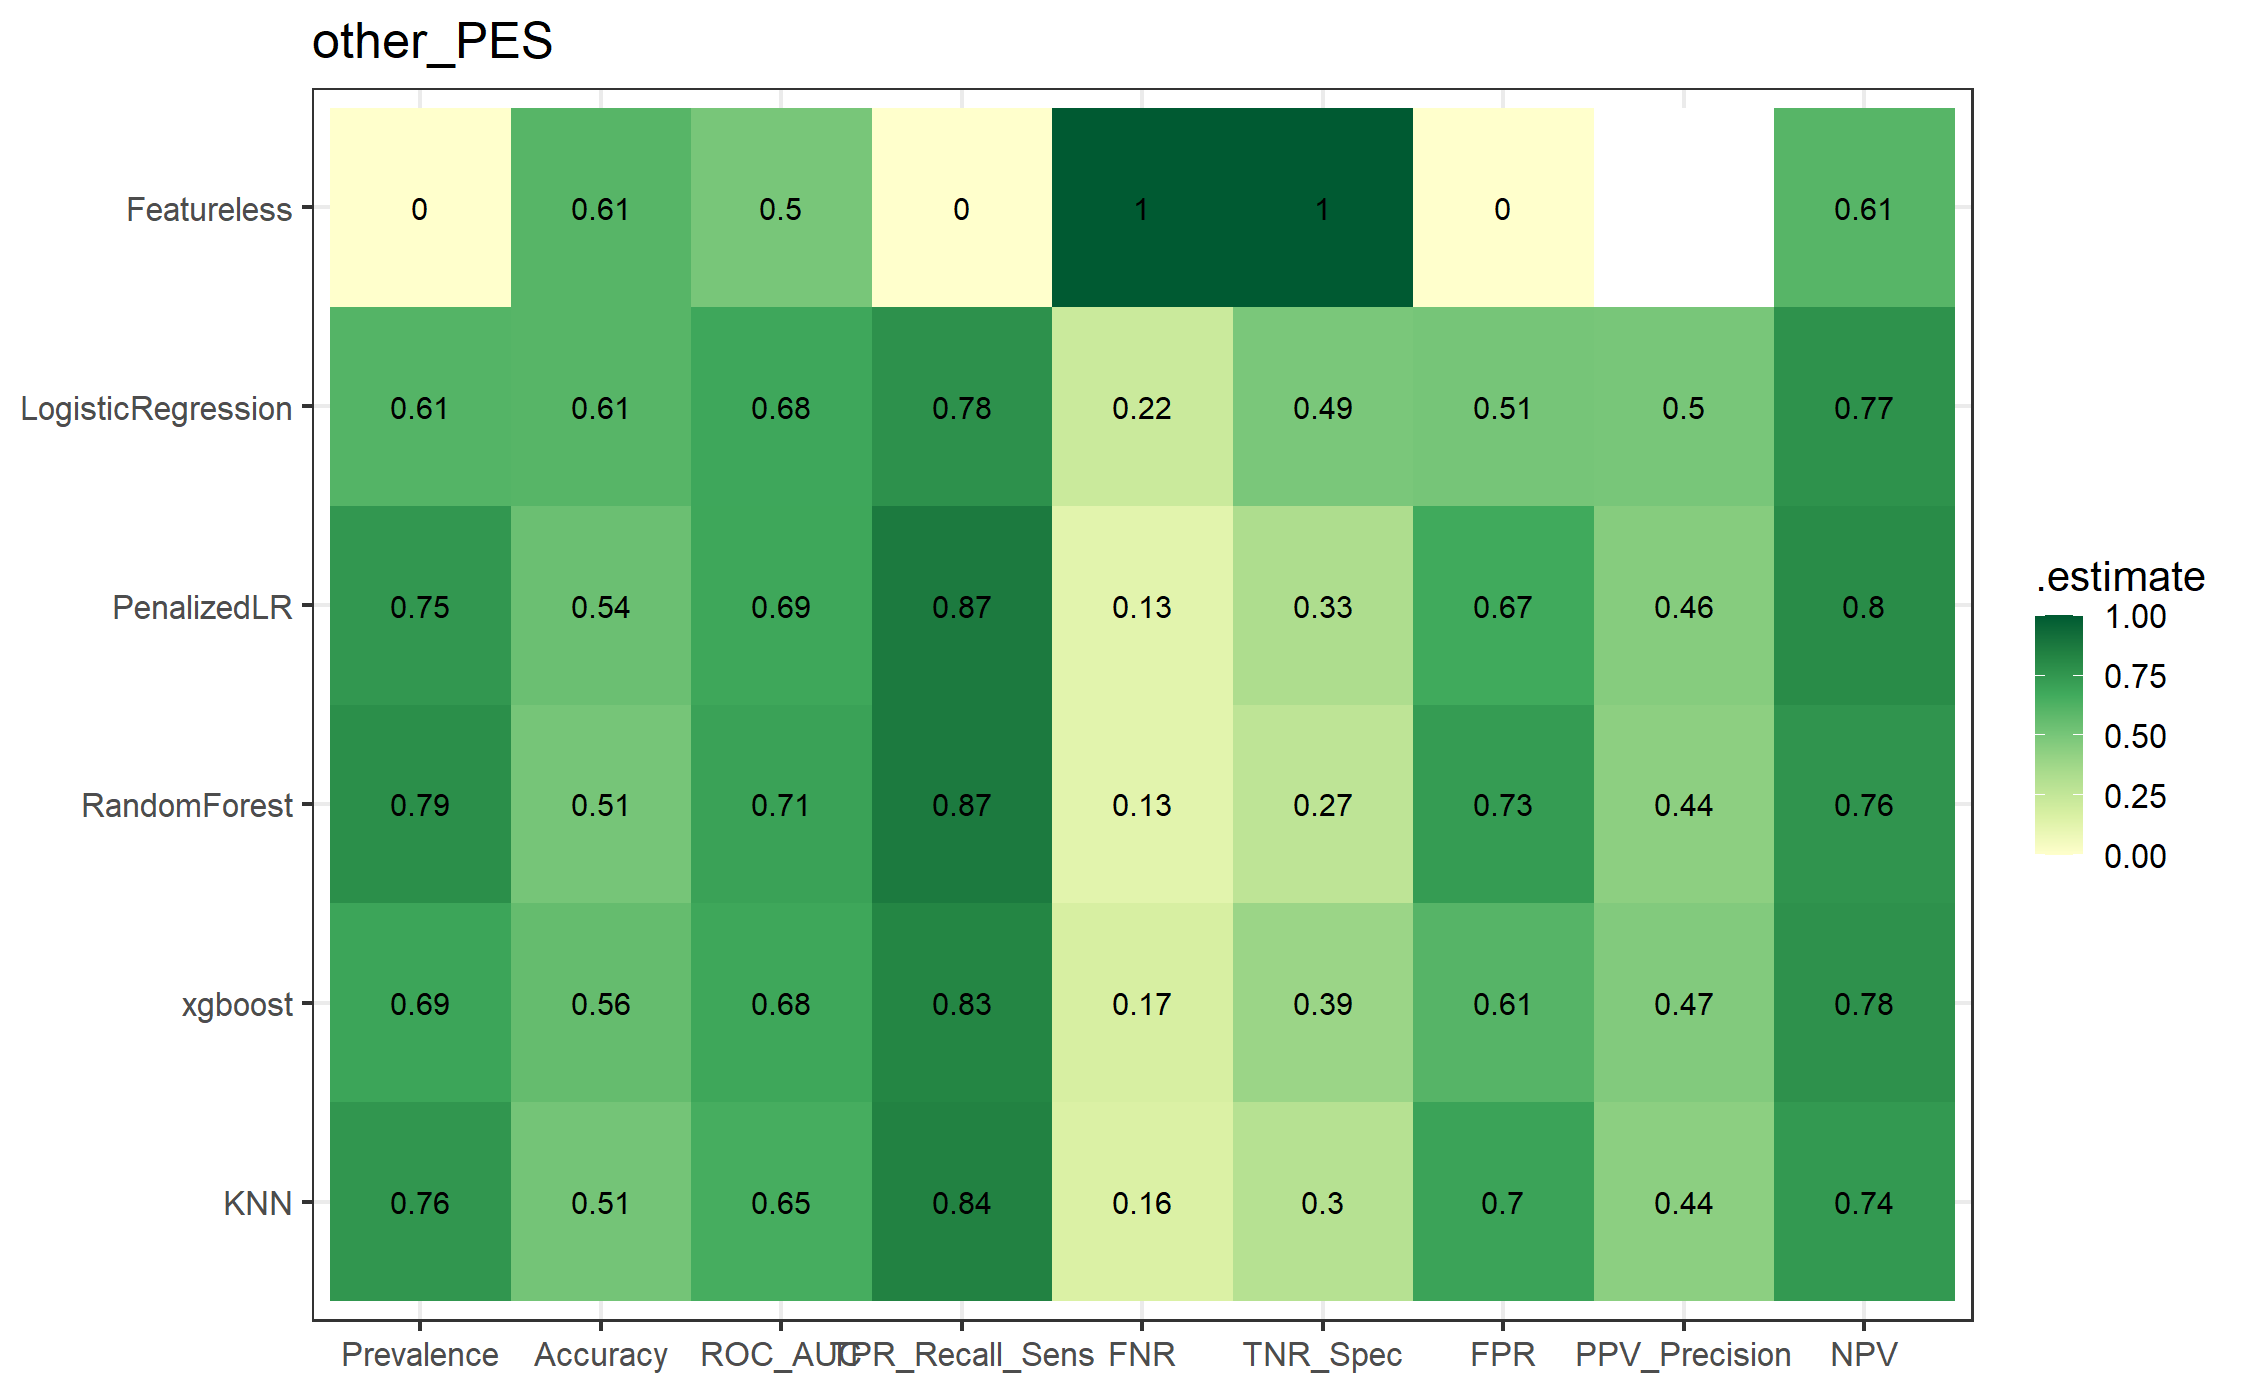 other_PES
Featureless 0 0.61 0.5 0 1 1 0 0.61
LogisticRegression 0.61 0.61 0.68 0.78 0.22 0.49 0.51 0.5 0.77
PenalizedLR 0.75 0.54 0.69 0.87 0.13 0.33 0.67 0.46 0.8
RandomForest 0.79 0.51 0.71 0.87 0.13 0.27 0.73 0.44 0.76
xgboost 0.69 0.56 0.68 0.83 0.17 0.39 0.61 0.47 0.78
KNN 0.76 0.51 0.65 0.84 0.16 0.3 0.7 0.44 0.74
Prevalence Accuracy ROC_AUC TPR_Recall_Sens FNR TNR_Spec FPR PPV_Precision NPV
.estimate
1.00
0.75
0.50
0.25
0.00